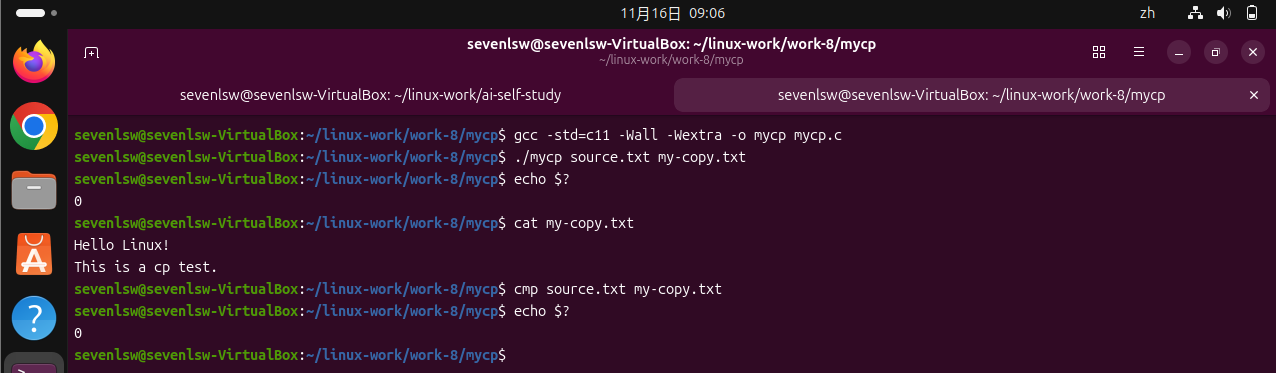 11月16日 09:06
zh
sevenlsw@sevenlsw-VirtualBox: ~/linux-work/work-8/mycp
~/linux-work/work-8/mycp
sevenlsw@sevenlsw-VirtualBox: ~/linux-work/ai-self-study
sevenlsw@sevenlsw-VirtualBox: ~/linux-work/work-8/mycp
sevenlsw@sevenlsw-VirtualBox:~/linux-work/work-8/mycp$ gcc -std=c11 -Wall -Wextra -o mycp mycp.c
sevenlsw@sevenlsw-VirtualBox:~/linux-work/work-8/mycp$ ./mycp source.txt my-copy.txt
sevenlsw@sevenlsw-VirtualBox:~/linux-work/work-8/mycp$ echo $?
0
sevenlsw@sevenlsw-VirtualBox:~/linux-work/work-8/mycp$ cat my-copy.txt
Hello Linux!
This is a cp test.
sevenlsw@sevenlsw-VirtualBox:~/linux-work/work-8/mycp$ cmp source.txt my-copy.txt
sevenlsw@sevenlsw-VirtualBox:~/linux-work/work-8/mycp$ echo $?
0
sevenlsw@sevenlsw-VirtualBox:~/linux-work/work-8/mycp$